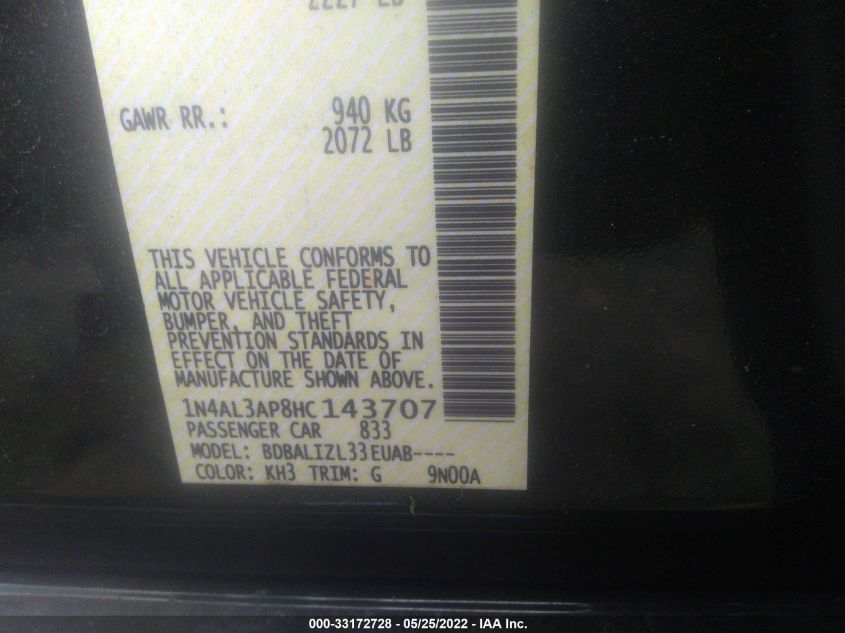 2227 LB
GAWR RR.: 940 KG
2072 LB
THIS VEHICLE CONFORMS TO
ALL APPLICABLE FEDERAL
MOTOR VEHICLE SAFETY,
BUMPER, AND THEFT
PREVENTION STANDARDS IN
EFFECT ON THE DATE OF
MANUFACTURE SHOWN ABOVE.
1N4AL3AP8HC143707
PASSENGER CAR 833
MODEL: BDBALIZL33EUAB----
COLOR: KH3 TRIM: G 9N00A
000-33172728 - 05/25/2022 - IAA Inc.